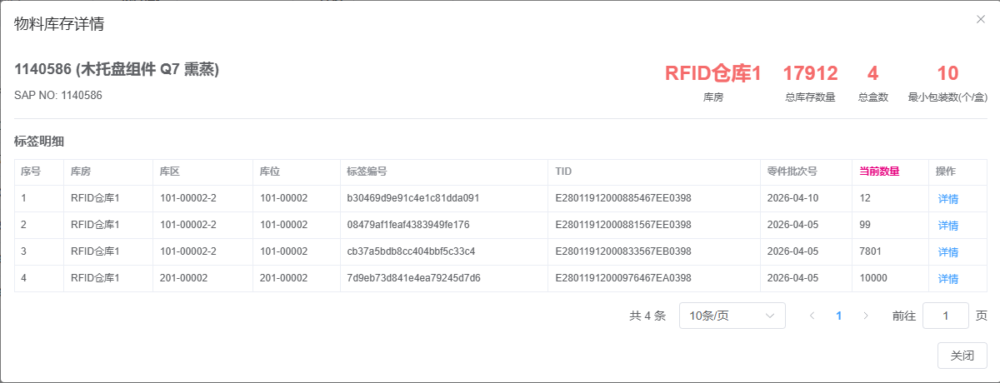 物料库存详情
1140586 (木托盘组件 Q7 熏蒸)
SAP NO: 1140586
RFID仓库1 17912 4 10
库房 总库存数量 总盒数 最小包装数(个/盒)
标签明细
序号 库房 库区 库位 标签编号 TID 零件批次号 当前数量 操作
1 RFID仓库1 101-00002-2 101-00002 b30469d9e91c4e1c81dda091 E28011912000885467EE0398 2026-04-10 12 详情
2 RFID仓库1 101-00002-2 101-00002 08479af1feaf4383949fe176 E28011912000881567EE0398 2026-04-05 99 详情
3 RFID仓库1 101-00002-2 101-00002 cb37a5bdb8cc404bbf5c33c4 E28011912000833567EB0398 2026-04-05 7801 详情
4 RFID仓库1 201-00002 201-00002 7d9eb73d841e4ea79245d7d6 E28011912000976467EA0398 2026-04-05 10000 详情
共 4 条 10条/页 1 前往 1 页
关闭